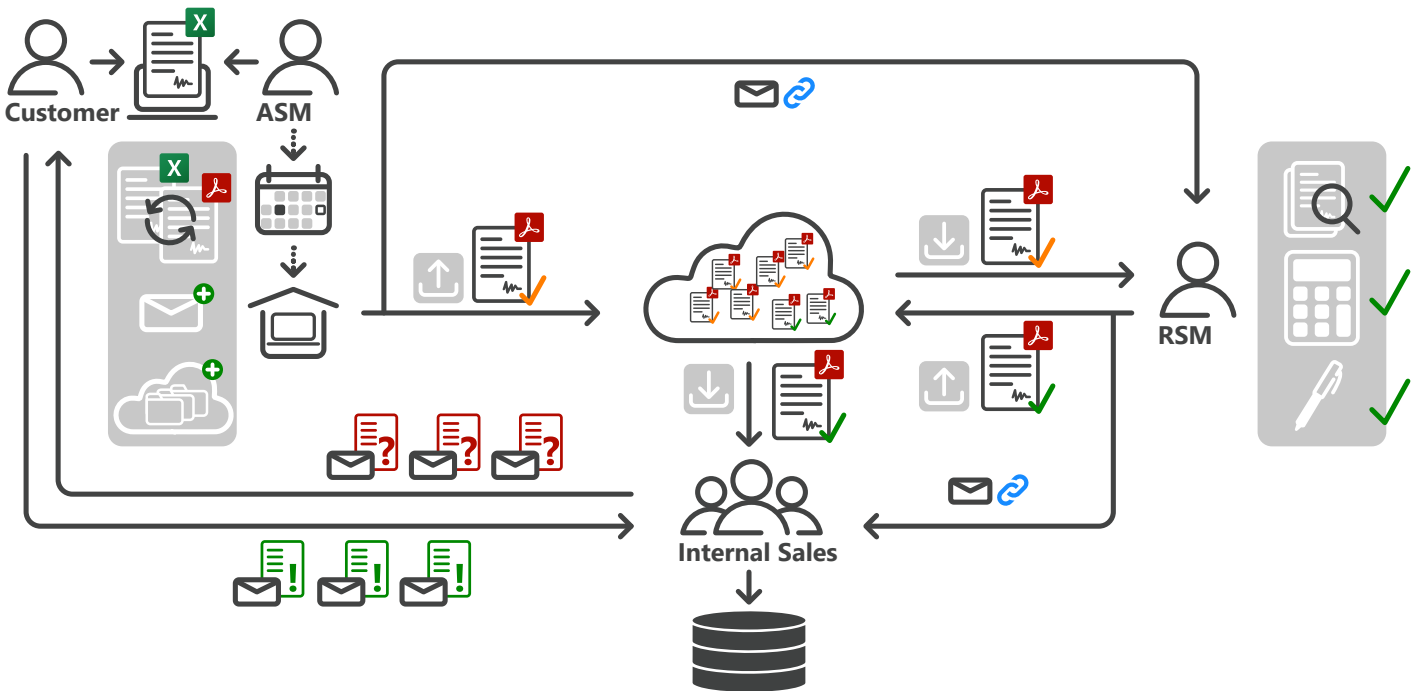 X
Customer
ASM
X
RSM
? ? ?
Internal Sales
! ! !